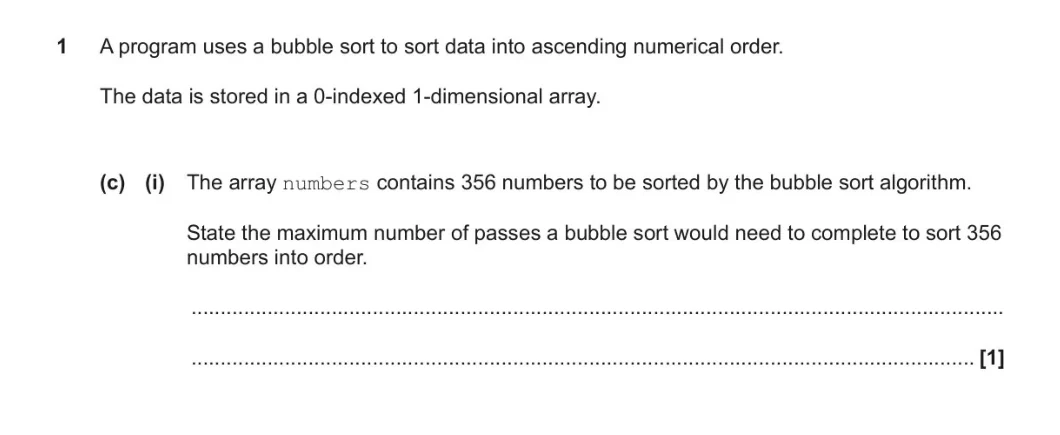 1 A program uses a bubble sort to sort data into ascending numerical order.
The data is stored in a 0-indexed 1-dimensional array.
(c) (i) The array numbers contains 356 numbers to be sorted by the bubble sort algorithm.
State the maximum number of passes a bubble sort would need to complete to sort 356
numbers into order.
[1]